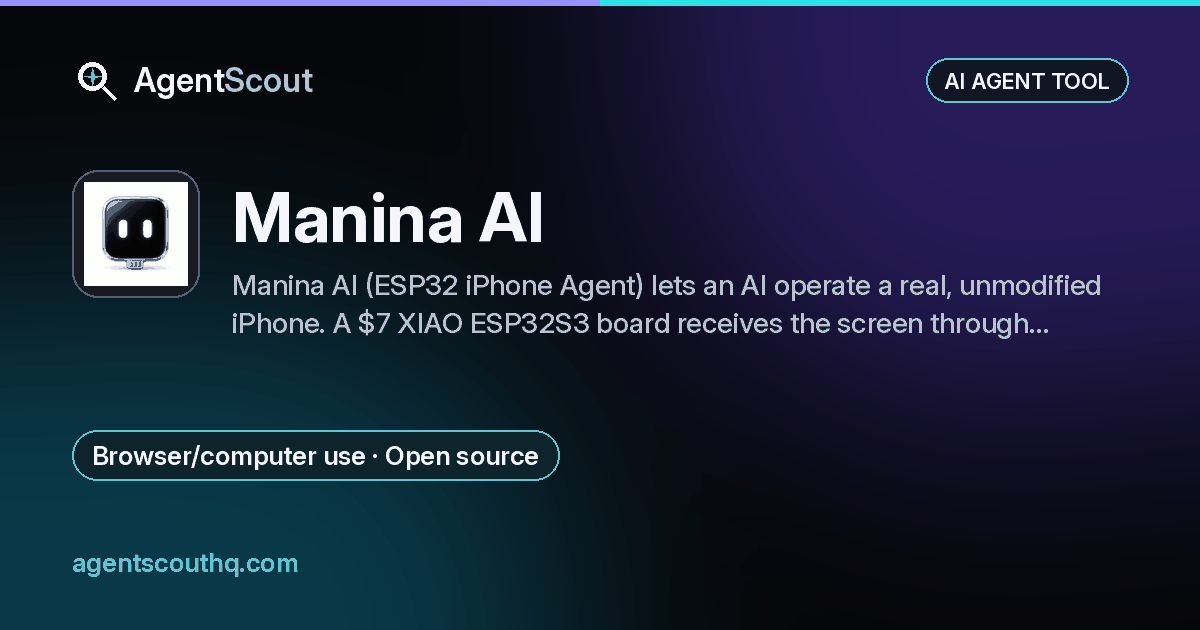 AgentScout
AI AGENT TOOL
Manina AI
Manina AI (ESP32 iPhone Agent) lets an AI operate a real, unmodified
iPhone. A $7 XIAO ESP32S3 board receives the screen through...
Browser/computer use · Open source
agentscouthq.com